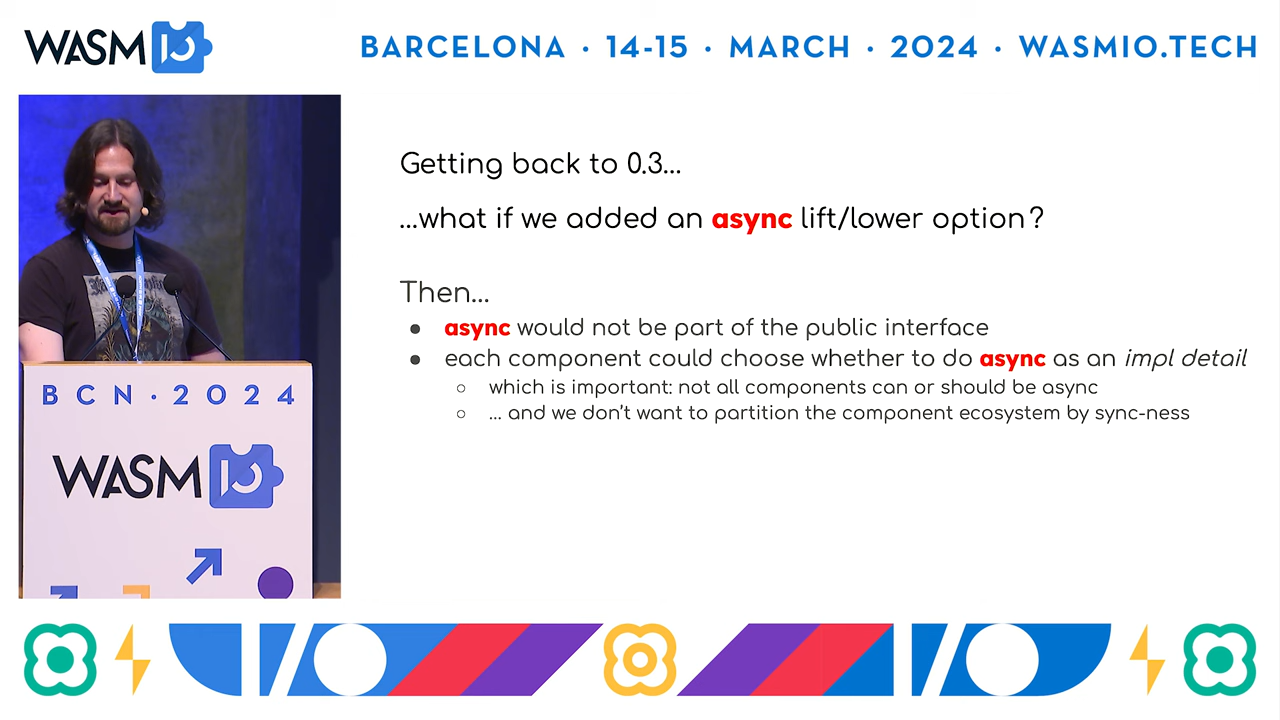 WASM IO
BARCELONA · 14-15 · MARCH · 2024 · WASMIO.TECH
Getting back to 0.3...
...what if we added an async lift/lower option?
Then...
● async would not be part of the public interface
● each component could choose whether to do async as an impl detail
○ which is important: not all components can or should be async
○ ... and we don’t want to partition the component ecosystem by sync-ness
BCN·2024
WASM IO